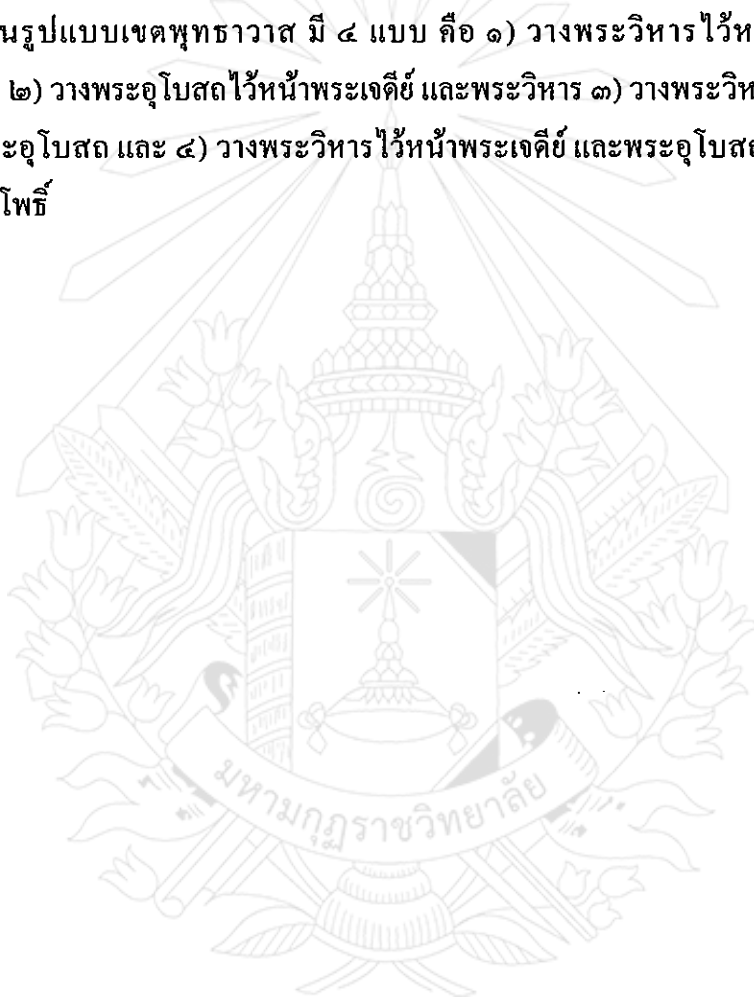 นรูปแบบเขตพุทธาวาส มี ๔ แบบ คือ ๑) วางพระวิหารไว้ห
๒) วางพระอุโบสถไว้หน้าพระเจดีย์ และพระวิหาร ๓) วางพระวิห
ะอุโบสถ และ ๔) วางพระวิหารไว้หน้าพระเจดีย์ และพระอุโบสถ
โพธิ์
มหามกุฏราชวิทยาลัย